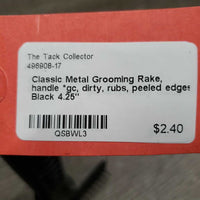 The Tack Collector
496808-17
Classic Metal Grooming Rake,
handle *gc, dirty, rubs, peeled edges
Black 4.25"
QSBWL3
$2.40